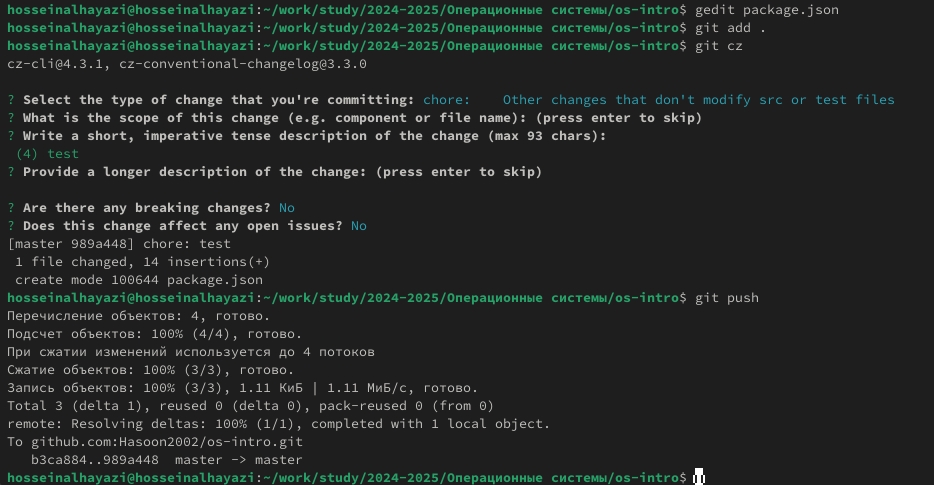 hosseinalhayazi@hosseinalhayazi:~/work/study/2024-2025/Операционные системы/os-intro$ gedit package.json
hosseinalhayazi@hosseinalhayazi:~/work/study/2024-2025/Операционные системы/os-intro$ git add .
hosseinalhayazi@hosseinalhayazi:~/work/study/2024-2025/Операционные системы/os-intro$ git cz
cz-cli@4.3.1, cz-conventional-changelog@3.3.0
? Select the type of change that you're committing: chore:    Other changes that don't modify src or test files
? What is the scope of this change (e.g. component or file name): (press enter to skip)
? Write a short, imperative tense description of the change (max 93 chars):
 (4) test
? Provide a longer description of the change: (press enter to skip)
? Are there any breaking changes? No
? Does this change affect any open issues? No
[master 989a448] chore: test
 1 file changed, 14 insertions(+)
 create mode 100644 package.json
hosseinalhayazi@hosseinalhayazi:~/work/study/2024-2025/Операционные системы/os-intro$ git push
Перечисление объектов: 4, готово.
Подсчет объектов: 100% (4/4), готово.
При сжатии изменений используется до 4 потоков
Сжатие объектов: 100% (3/3), готово.
Запись объектов: 100% (3/3), 1.11 КиБ | 1.11 МиБ/с, готово.
Total 3 (delta 1), reused 0 (delta 0), pack-reused 0 (from 0)
remote: Resolving deltas: 100% (1/1), completed with 1 local object.
To github.com:Hasoon2002/os-intro.git
   b3ca884..989a448  master -> master
hosseinalhayazi@hosseinalhayazi:~/work/study/2024-2025/Операционные системы/os-intro$